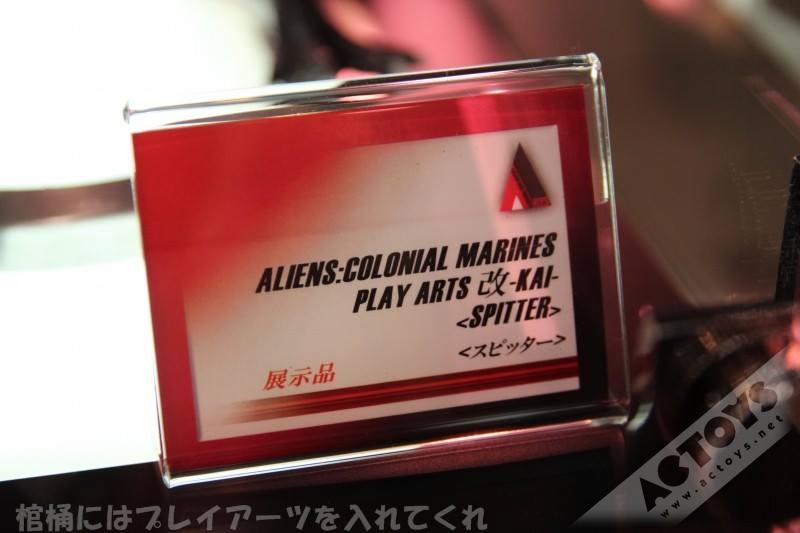 ALIENS:COLONIAL MARINES
PLAY ARTS 改-KAI-
<SPITTER>
<スピッター>
展示品
ACTOYS
www.actoys.net
棺桶にはプレイアーツを入れてくれ